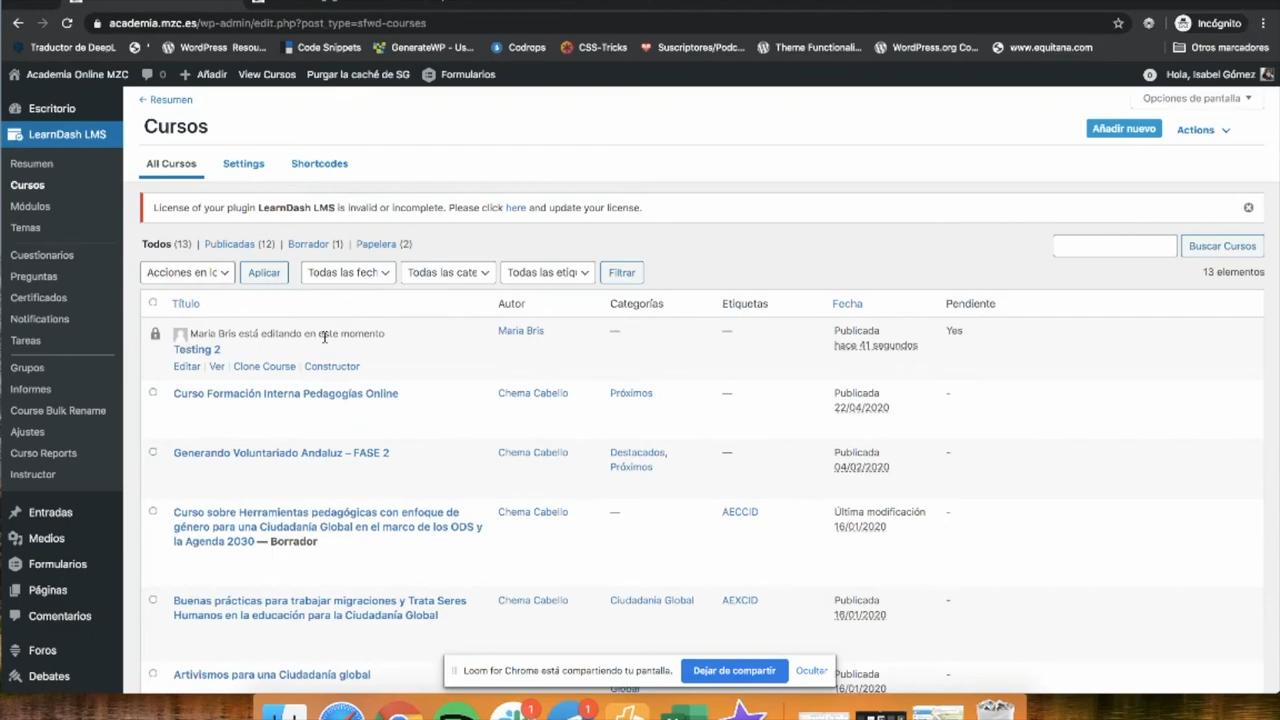 academia.mzc.es/wp-admin/edit.php?post_type=sfwd-courses
Incógnito
Traductor de DeepL
WordPress Resou...
Code Snippets
GenerateWP - Us...
Codrops
CSS-Tricks
Suscriptores/Podc...
Theme Functionali...
WordPress.org Co...
www.equitana.com
Otros marcadores
Academia Online MZC
0
Añadir
View Cursos
Purgar la caché de SG
Formularios
0
Hola, Isabel Gómez
Escritorio
LearnDash LMS
Resumen
Cursos
Módulos
Temas
Cuestionarios
Preguntas
Certificados
Notifications
Tareas
Grupos
Informes
Course Bulk Rename
Ajustes
Course Reports
Instructor
Entradas
Medios
Formularios
Páginas
Comentarios
Foros
Debates
← Resumen
Opciones de pantalla
Cursos
Añadir nuevo
Actions
All Cursos
Settings
Shortcodes
License of your plugin LearnDash LMS is invalid or incomplete. Please click here and update your license.
Todos (13) | Publicadas (12) | Borrador (1) | Papelera (2)
Buscar Cursos
Acciones en lo
Aplicar
Todas las fech
Todas las cate
Todas las etiqu
Filtrar
13 elementos
Título
Autor
Categorías
Etiquetas
Fecha
Pendiente
Maria Bris está editando en este momento
Testing 2
Editar | Ver | Clone Course | Constructor
Maria Bris
—
—
Publicada
hace 41 segundos
Yes
Curso Formación Interna Pedagogías Online
Chema Cabello
Próximos
—
Publicada
22/04/2020
-
Generando Voluntariado Andaluz – FASE 2
Chema Cabello
Destacados,
Próximos
—
Publicada
04/02/2020
-
Curso sobre Herramientas pedagógicas con enfoque de
género para una Ciudadanía Global en el marco de los ODS y
la Agenda 2030 — Borrador
Chema Cabello
—
AECCID
Última modificación
16/01/2020
-
Buenas prácticas para trabajar migraciones y Trata Seres
Humanos en la educación para la Ciudadanía Global
Chema Cabello
Ciudadanía Global
AEXCID
Publicada
16/01/2020
-
Artivismos para una Ciudadanía global
Global
16/01/2020
Loom for Chrome está compartiendo tu pantalla.
Dejar de compartir
Ocultar
1
1